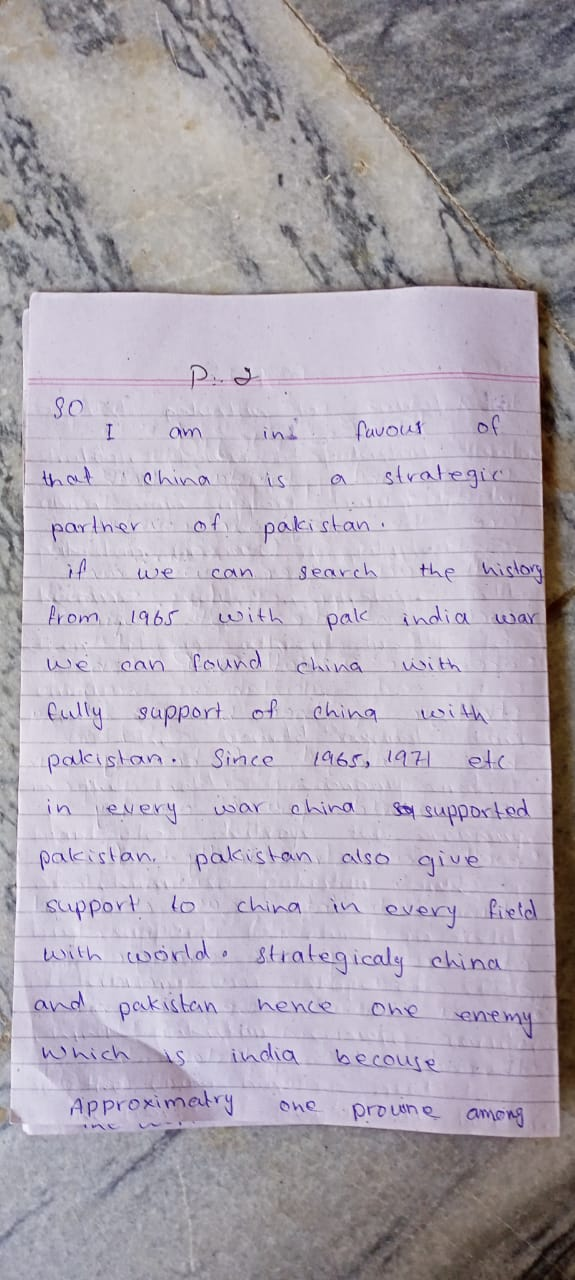 P. 2
So
I am in favour of
that china is a strategic
partner of pakistan.
if we can search the history
from 1965 with pak india war
we can found china with
fully support of china with
pakistan. Since 1965, 1971 etc
in every war china supported
pakistan. pakistan also give
support to china in every field
with world. strategicaly china
and pakistan hence one enemy
which is india becouse
Approximatry one provine among